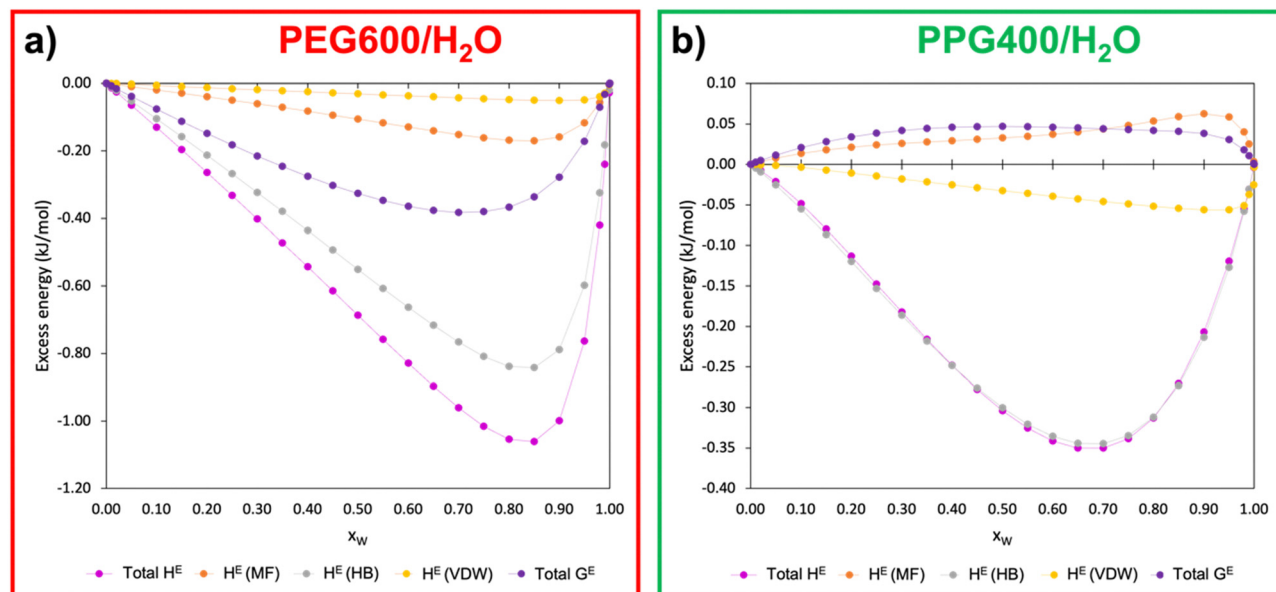 a)
PEG600/H₂O
0.00
-0.20
-0.40
-0.60
-0.80
-1.00
-1.20
Excess energy (kJ/mol)
0.00 0.10 0.20 0.30 0.40 0.50 0.60 0.70 0.80 0.90 1.00
x_W
Total Hᴱ Hᴱ (MF) Hᴱ (HB) Hᴱ (VDW) Total Gᴱ
b)
PPG400/H₂O
0.10
0.05
0.00
-0.05
-0.10
-0.15
-0.20
-0.25
-0.30
-0.35
-0.40
Excess energy (kJ/mol)
0.00 0.10 0.20 0.30 0.40 0.50 0.60 0.70 0.80 0.90 1.00
x_W
Total Hᴱ Hᴱ (MF) Hᴱ (HB) Hᴱ (VDW) Total Gᴱ